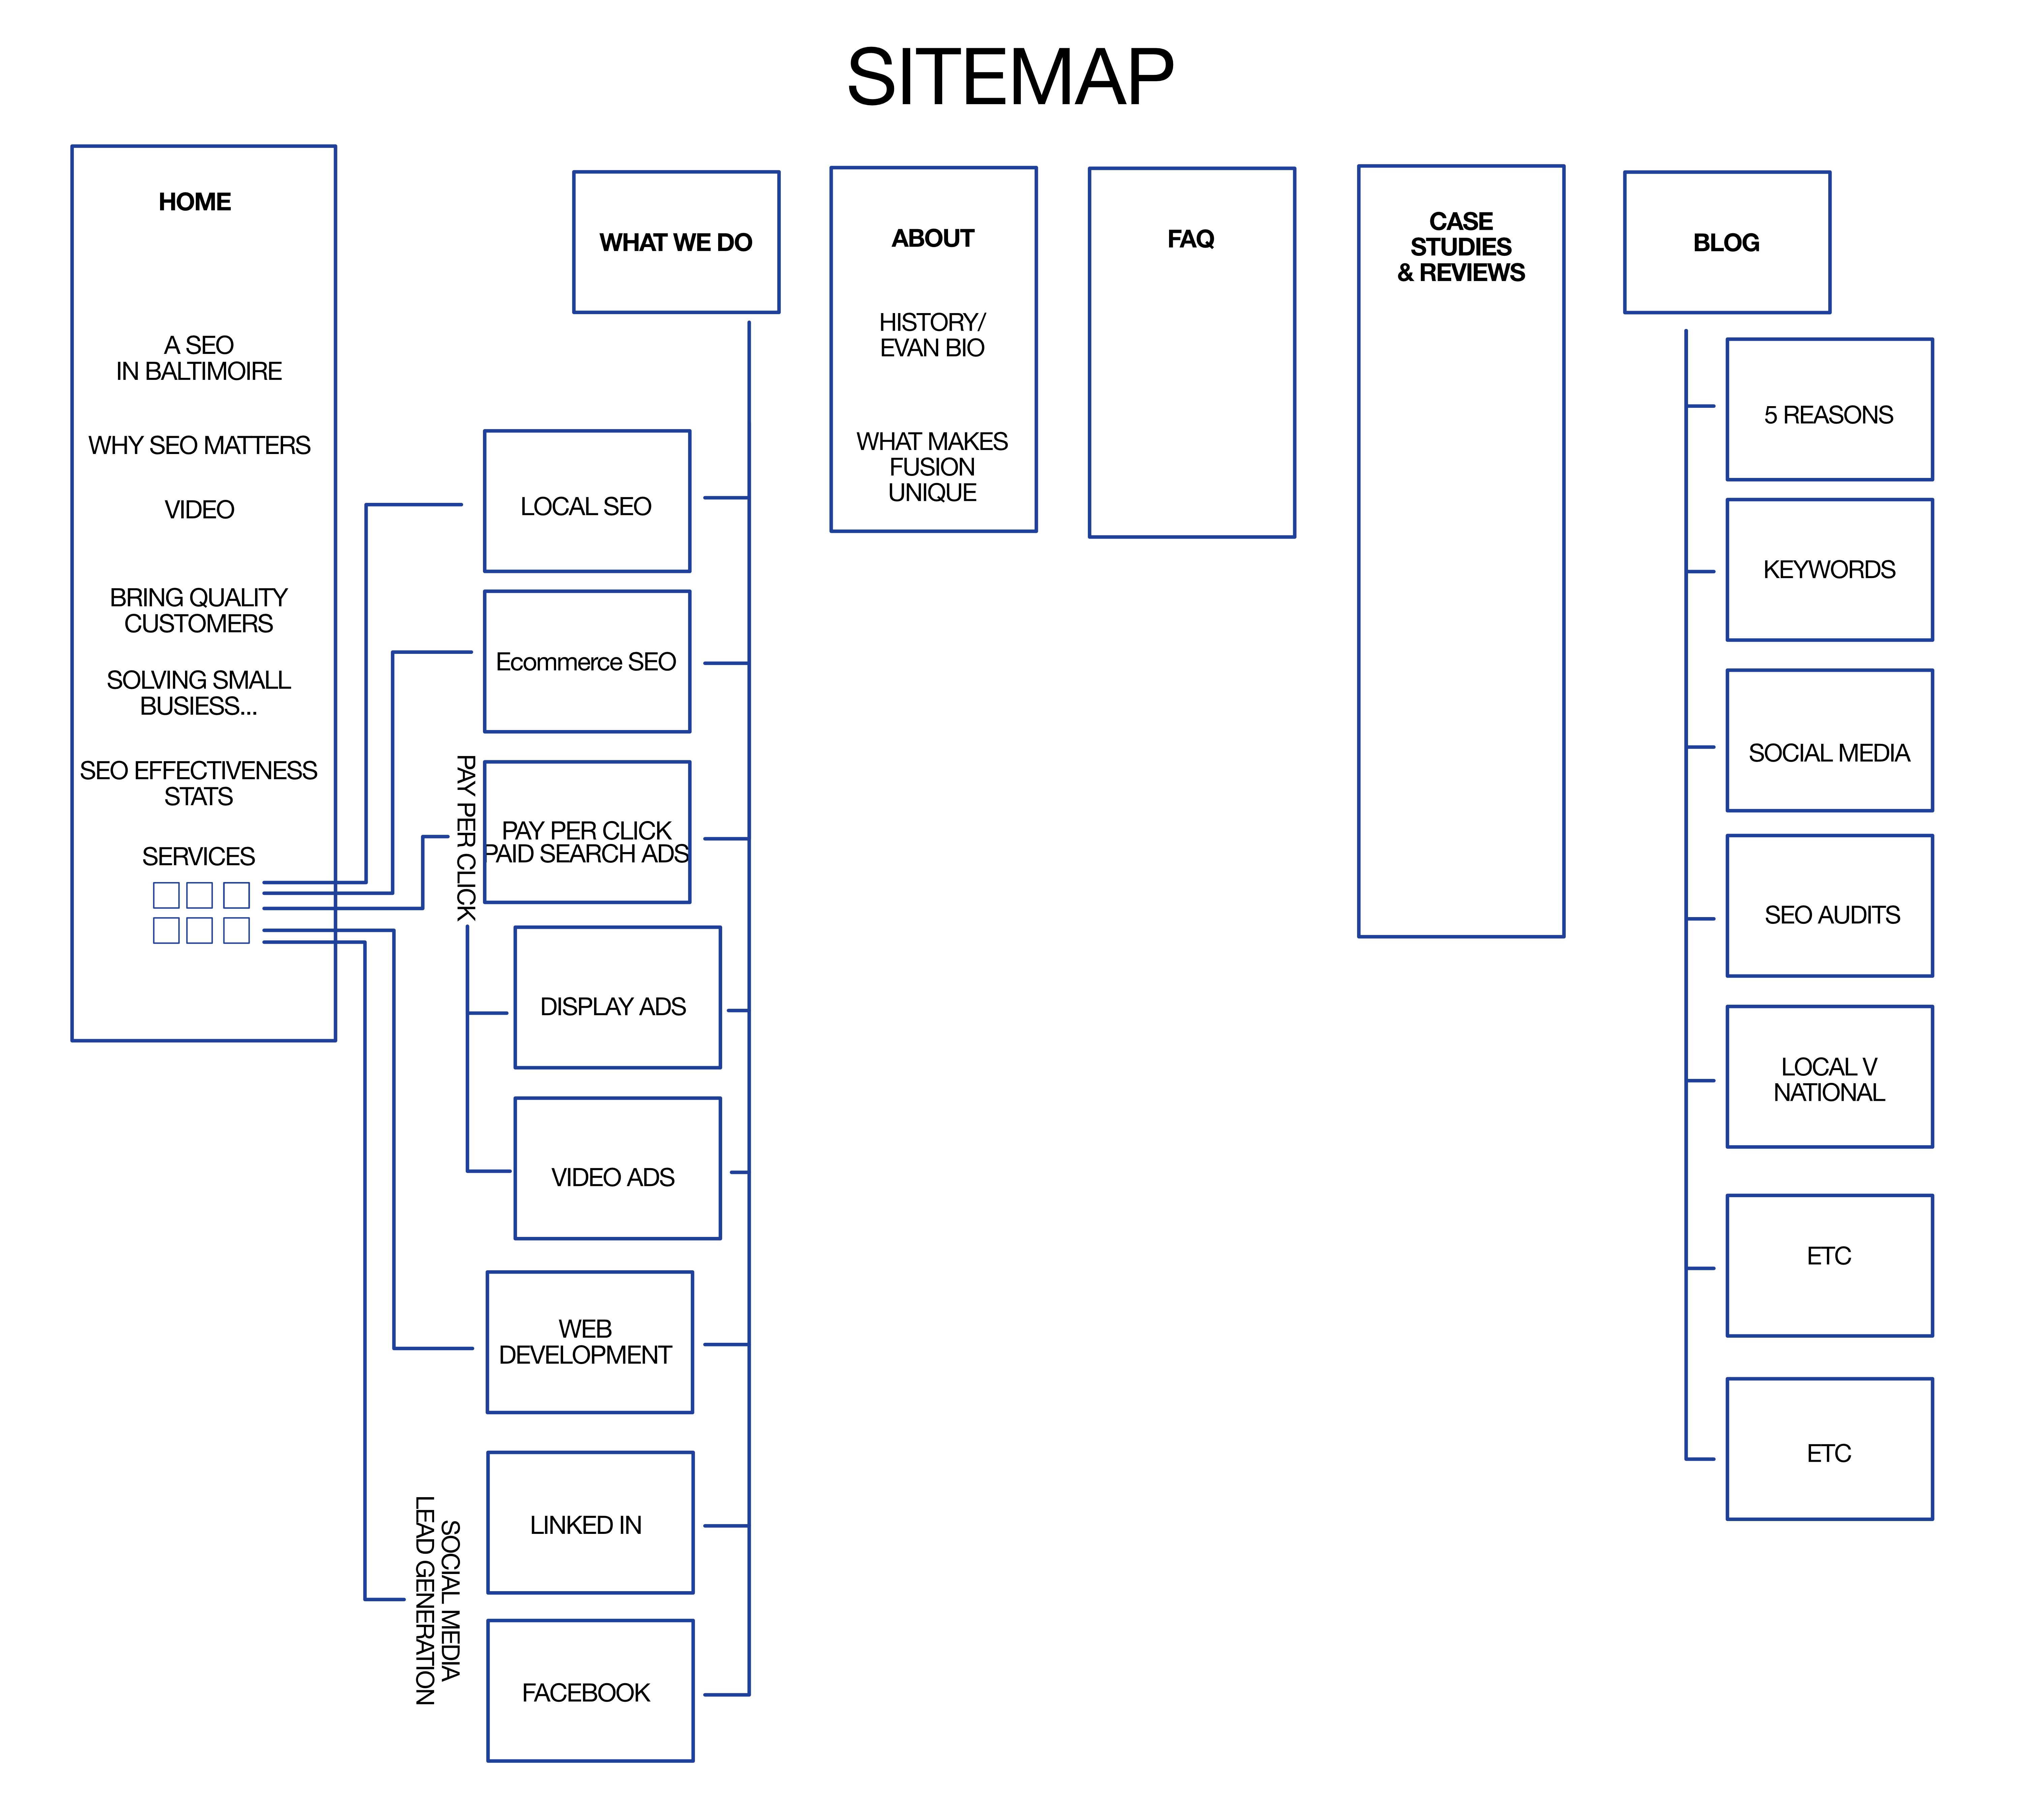 SITEMAP
HOME
A SEO
IN BALTIMOIRE
WHY SEO MATTERS
VIDEO
BRING QUALITY
CUSTOMERS
SOLVING SMALL
BUSIESS...
SEO EFFECTIVENESS
STATS
SERVICES
WHAT WE DO
LOCAL SEO
Ecommerce SEO
PAY PER CLICK
PAY PER CLICK
PAID SEARCH ADS
DISPLAY ADS
VIDEO ADS
WEB
DEVELOPMENT
SOCIAL MEDIA
LEAD GENERATION
LINKED IN
FACEBOOK
ABOUT
HISTORY/
EVAN BIO
WHAT MAKES
FUSION
UNIQUE
FAQ
CASE
STUDIES
& REVIEWS
BLOG
5 REASONS
KEYWORDS
SOCIAL MEDIA
SEO AUDITS
LOCAL V
NATIONAL
ETC
ETC